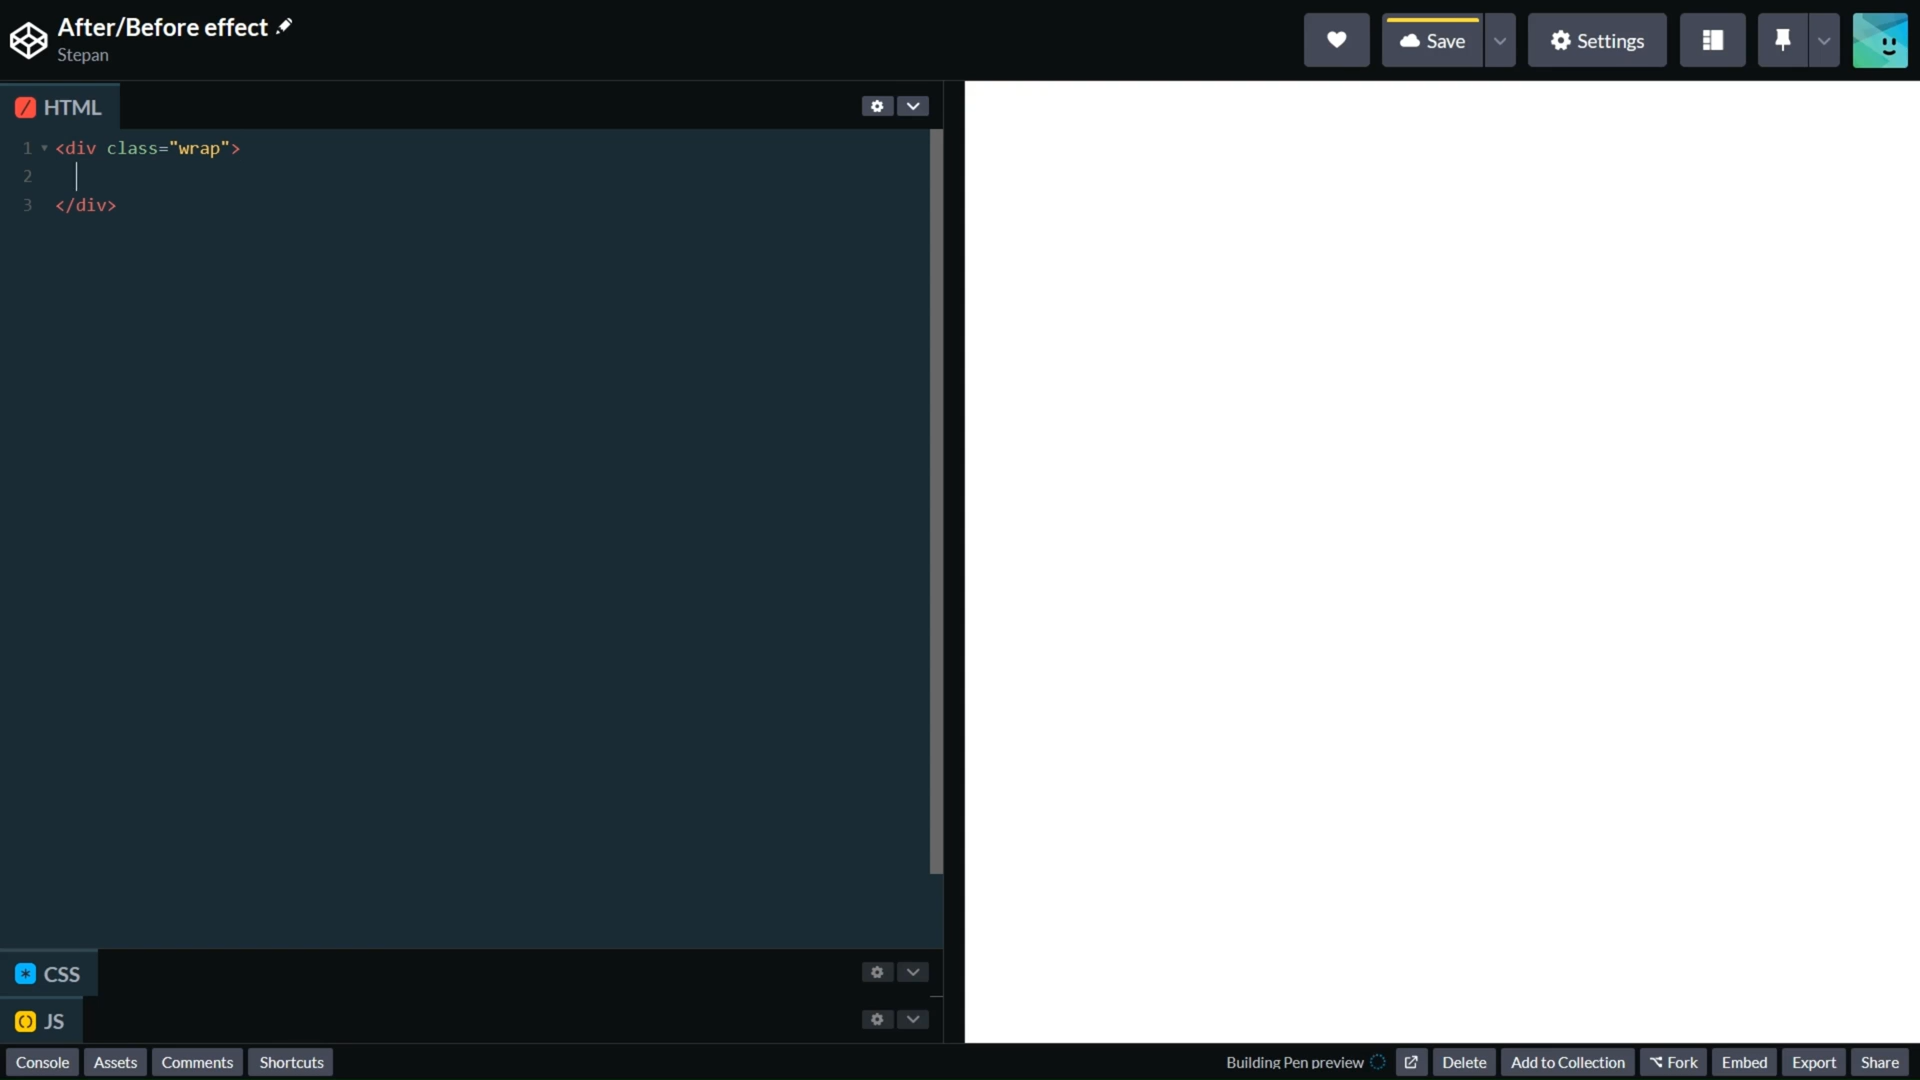 After/Before effect
Stepan
Save
Settings
HTML
1 <div class="wrap">
2
3 </div>
CSS
JS
Console Assets Comments Shortcuts
Building Pen preview Delete Add to Collection Fork Embed Export Share